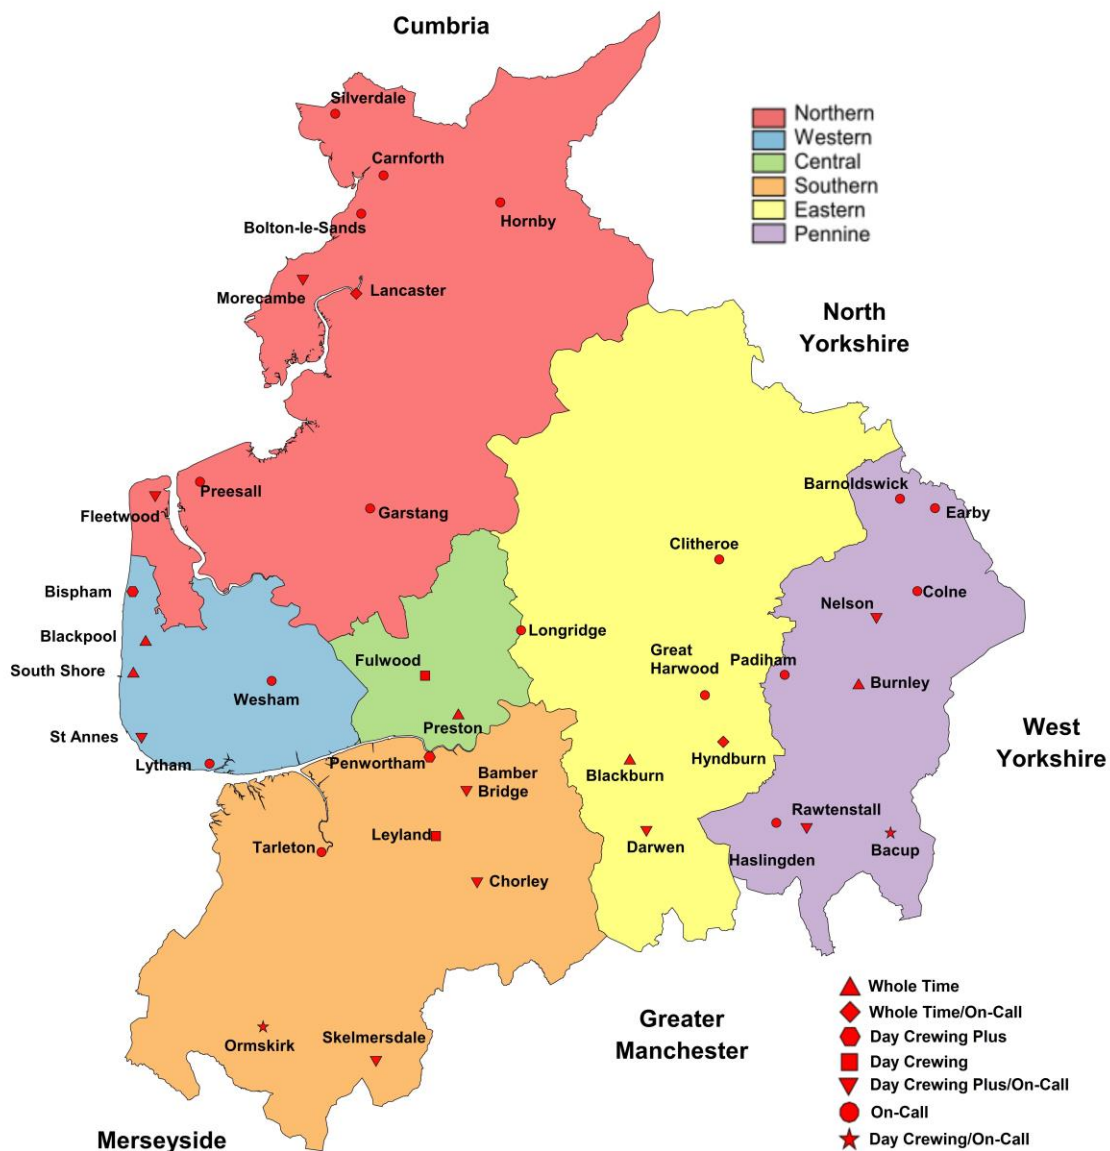 Cumbria
Silverdale
Carnforth
Bolton-le-Sands
Hornby
Morecambe
Lancaster
Northern
Western
Central
Southern
Eastern
Pennine
North
Yorkshire
Preesall
Fleetwood
Garstang
Barnoldswick
Earby
Clitheroe
Bispham
Colne
Nelson
Blackpool
Longridge
South Shore
Fulwood
Great
Harwood
Padiham
Wesham
Burnley
Preston
St Annes
West
Yorkshire
Lytham
Penwortham
Hyndburn
Blackburn
Bamber
Bridge
Leyland
Rawtenstall
Tarleton
Darwen
Haslingden
Bacup
Chorley
Ormskirk
Skelmersdale
Greater
Manchester
Merseyside
Whole Time
Whole Time/On-Call
Day Crewing Plus
Day Crewing
Day Crewing Plus/On-Call
On-Call
Day Crewing/On-Call